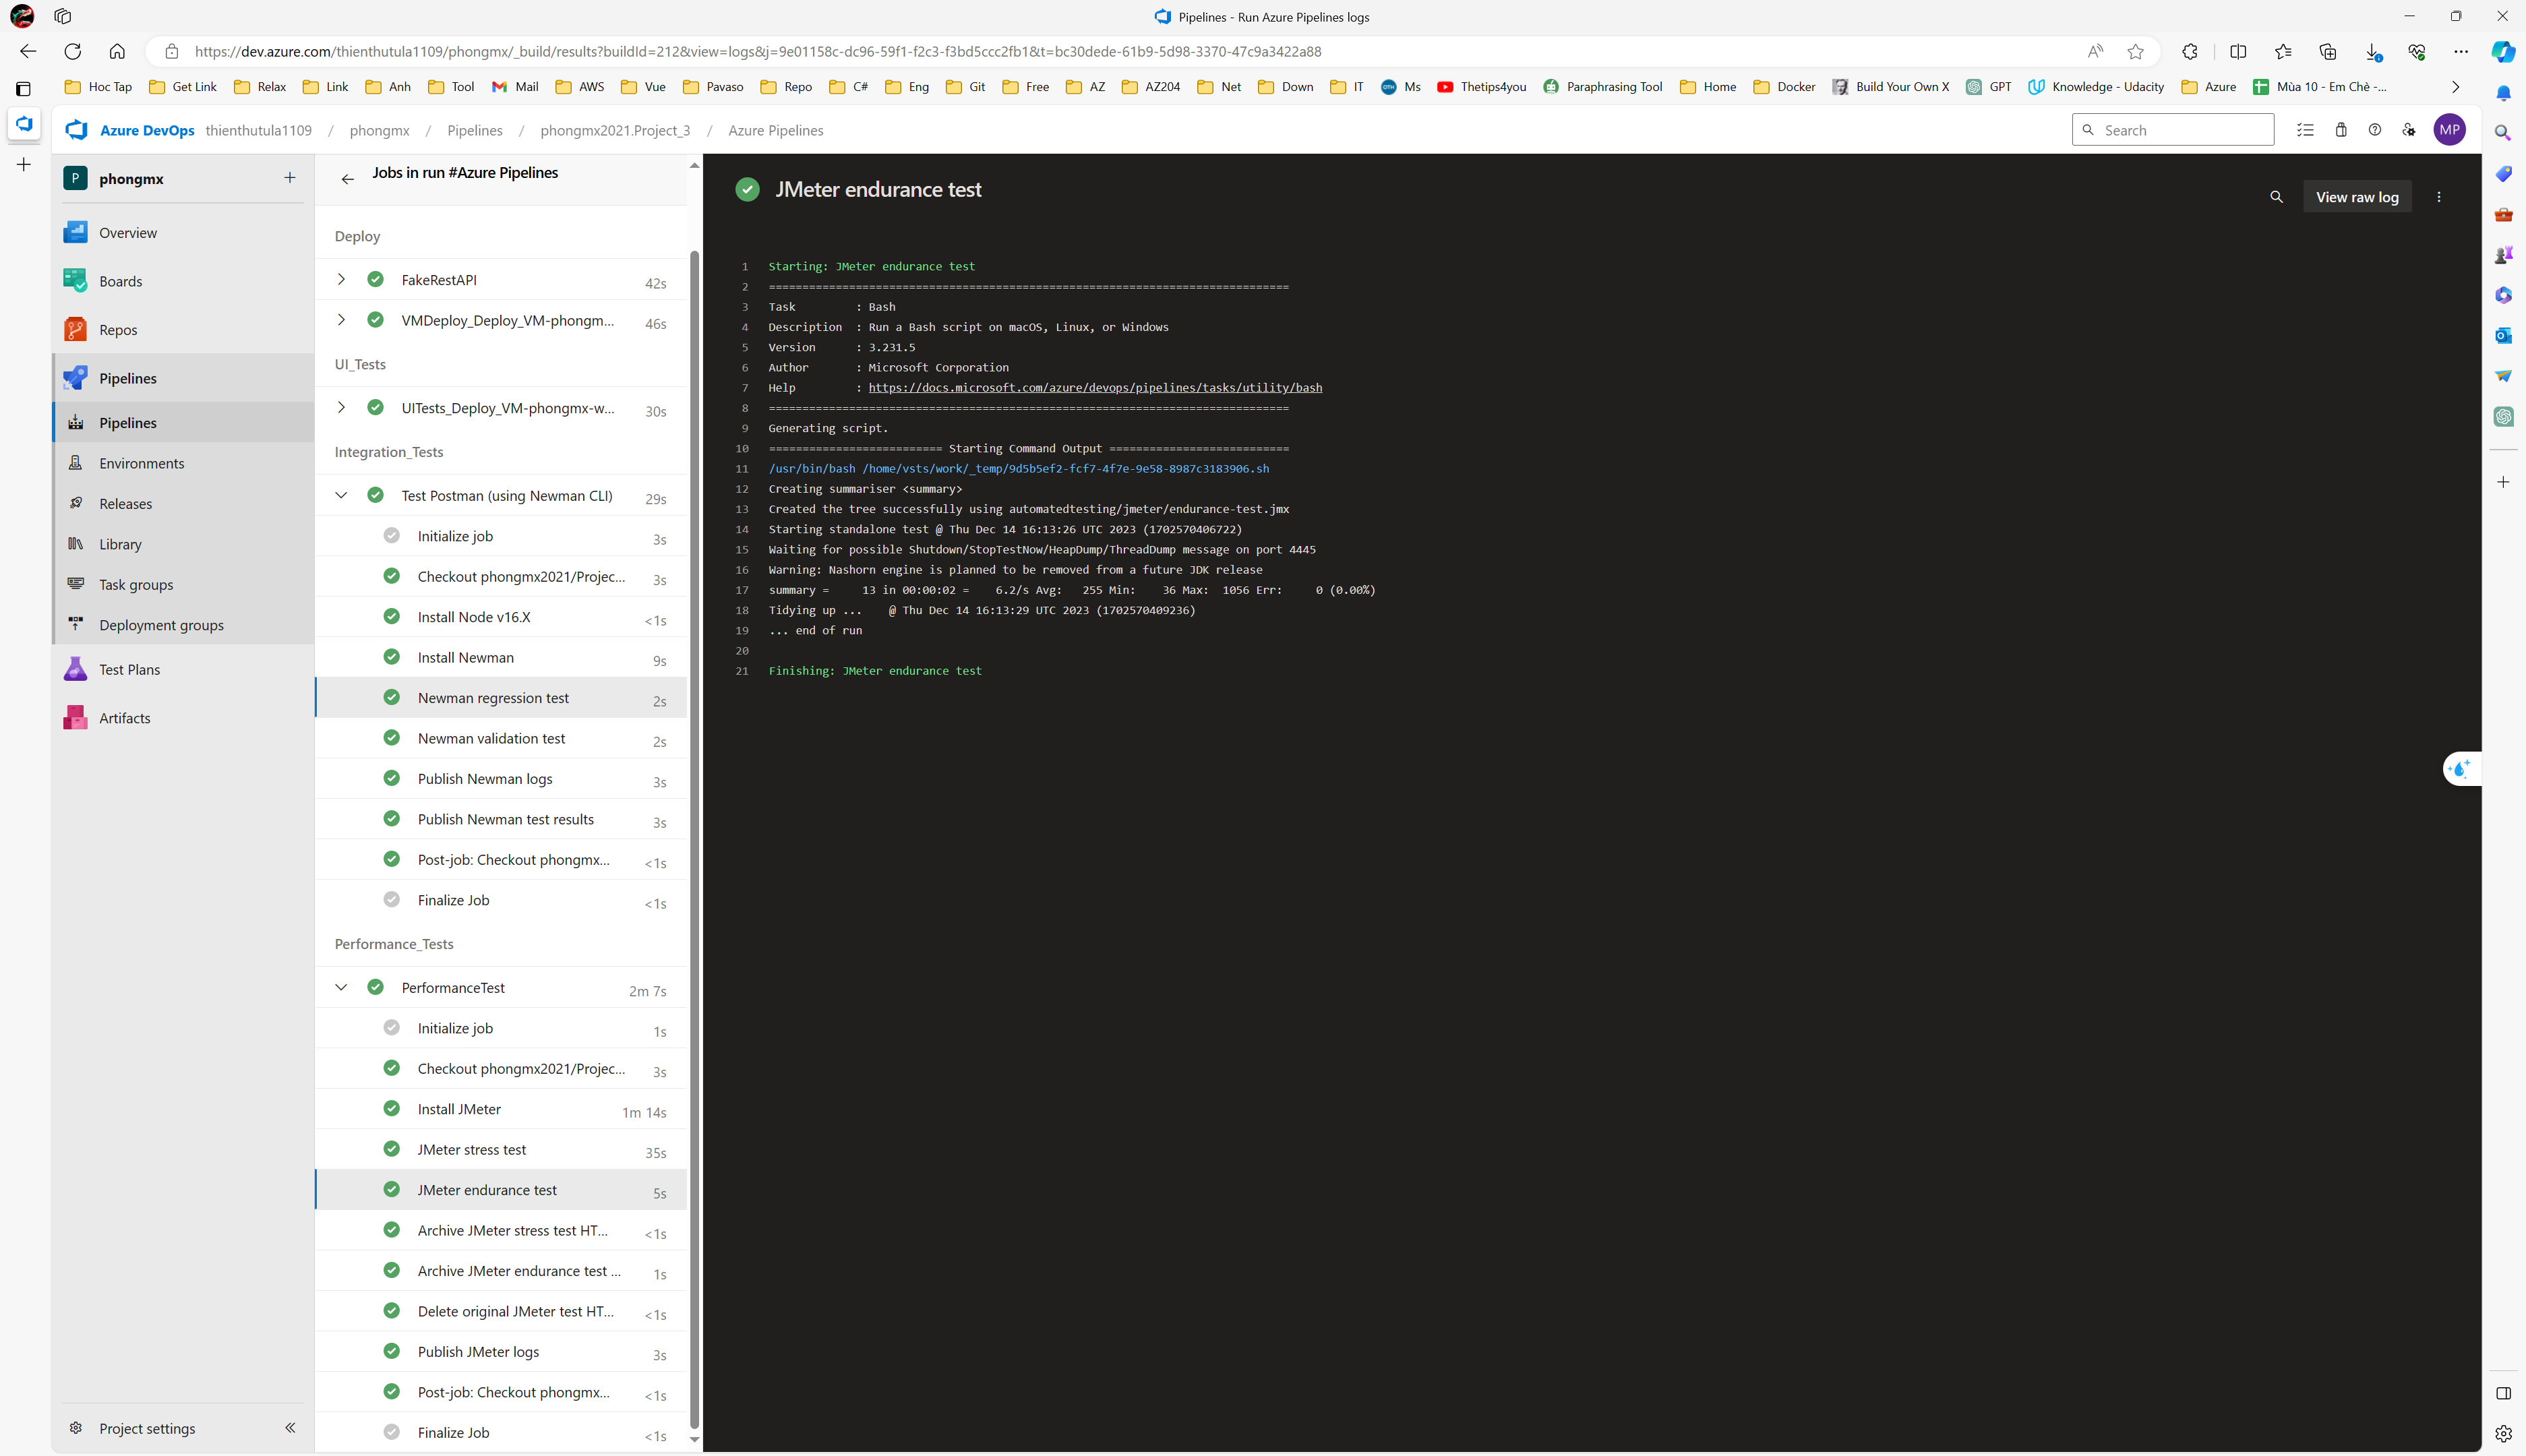 Pipelines - Run Azure Pipelines logs
https://dev.azure.com/thienthutula1109/phongmx/_build/results?buildId=212&view=logs&j=9e01158c-dc96-59f1-f2c3-f3bd5ccc2fb1&t=bc30dede-61b9-5d98-3370-47c9a3422a88
Hoc Tap Get Link Relax Link Anh Tool Mail AWS Vue Pavaso Repo C# Eng Git Free AZ AZ204 Net Down IT Ms Thetips4you Paraphrasing Tool Home Docker Build Your Own X GPT Knowledge - Udacity Azure Mùa 10 - Em Chè -...
Azure DevOps thienthutula1109 / phongmx / Pipelines / phongmx2021.Project_3 / Azure Pipelines
Search
MP
P phongmx
Overview
Boards
Repos
Pipelines
Pipelines
Environments
Releases
Library
Task groups
Deployment groups
Test Plans
Artifacts
Project settings
Jobs in run #Azure Pipelines
Deploy
FakeRestAPI 42s
VMDeploy_Deploy_VM-phongm... 46s
UI_Tests
UITests_Deploy_VM-phongmx-w... 30s
Integration_Tests
Test Postman (using Newman CLI) 29s
Initialize job 3s
Checkout phongmx2021/Projec... 3s
Install Node v16.X <1s
Install Newman 9s
Newman regression test 2s
Newman validation test 2s
Publish Newman logs 3s
Publish Newman test results 3s
Post-job: Checkout phongmx... <1s
Finalize Job <1s
Performance_Tests
PerformanceTest 2m 7s
Initialize job 1s
Checkout phongmx2021/Projec... 3s
Install JMeter 1m 14s
JMeter stress test 35s
JMeter endurance test 5s
Archive JMeter stress test HT... <1s
Archive JMeter endurance test ... 1s
Delete original JMeter test HT... <1s
Publish JMeter logs 3s
Post-job: Checkout phongmx... <1s
Finalize Job <1s
JMeter endurance test
View raw log
1 Starting: JMeter endurance test
2 ==============================================================================
3 Task : Bash
4 Description : Run a Bash script on macOS, Linux, or Windows
5 Version : 3.231.5
6 Author : Microsoft Corporation
7 Help : https://docs.microsoft.com/azure/devops/pipelines/tasks/utility/bash
8 ==============================================================================
9 Generating script.
10 ========================== Starting Command Output ===========================
11 /usr/bin/bash /home/vsts/work/_temp/9d5b5ef2-fcf7-4f7e-9e58-8987c3183906.sh
12 Creating summariser <summary>
13 Created the tree successfully using automatedtesting/jmeter/endurance-test.jmx
14 Starting standalone test @ Thu Dec 14 16:13:26 UTC 2023 (1702570406722)
15 Waiting for possible Shutdown/StopTestNow/HeapDump/ThreadDump message on port 4445
16 Warning: Nashorn engine is planned to be removed from a future JDK release
17 summary = 13 in 00:00:02 = 6.2/s Avg: 255 Min: 36 Max: 1056 Err: 0 (0.00%)
18 Tidying up ... @ Thu Dec 14 16:13:29 UTC 2023 (1702570409236)
19 ... end of run
20
21 Finishing: JMeter endurance test